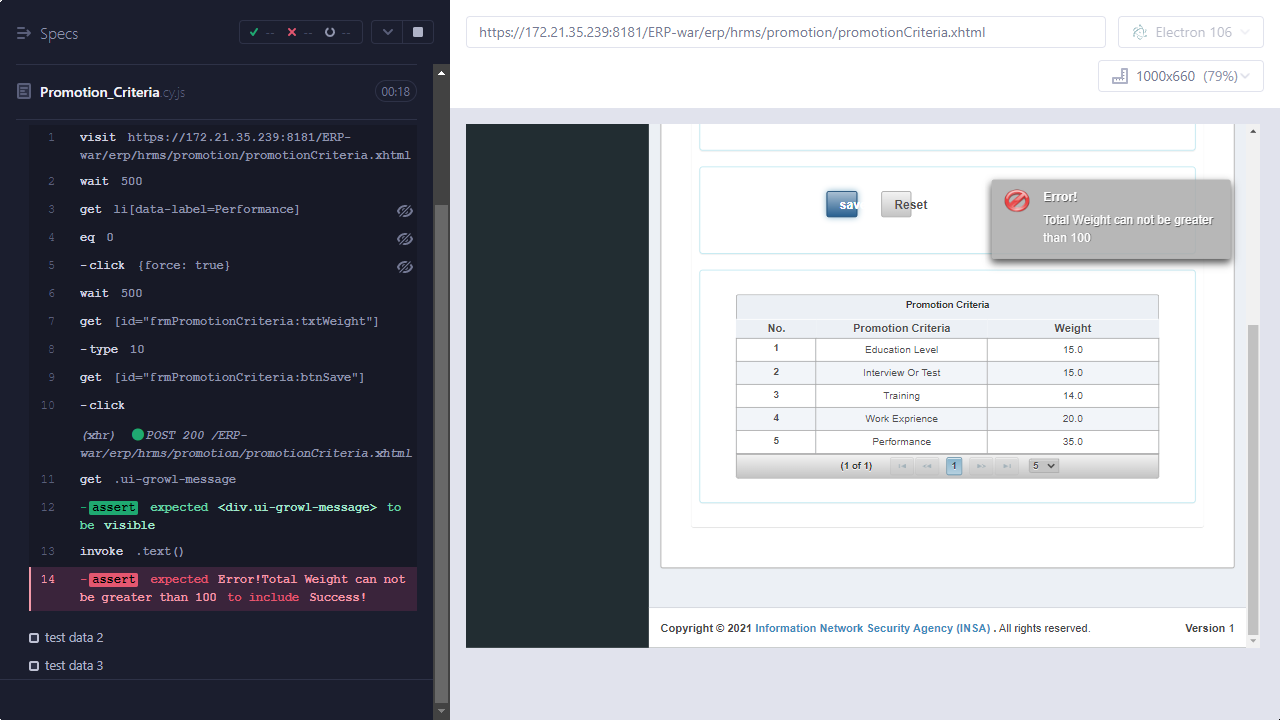 Specs
-- -- --
Promotion_Criteria.cy.js 00:18
1 visit https://172.21.35.239:8181/ERP-
war/erp/hrms/promotion/promotionCriteria.xhtml
2 wait 500
3 get li[data-label=Performance]
4 eq 0
5 -click {force: true}
6 wait 500
7 get [id="frmPromotionCriteria:txtWeight"]
8 -type 10
9 get [id="frmPromotionCriteria:btnSave"]
10 -click
(xhr) POST 200 /ERP-
war/erp/hrms/promotion/promotionCriteria.xhtml
11 get .ui-growl-message
12 -assert expected <div.ui-growl-message> to
be visible
13 invoke .text()
14 -assert expected Error!Total Weight can not
be greater than 100 to include Success!
test data 2
test data 3
https://172.21.35.239:8181/ERP-war/erp/hrms/promotion/promotionCriteria.xhtml
Electron 106
1000x660 (79%)
sav Reset
Error!
Total Weight can not be greater
than 100
Promotion Criteria
No. Promotion Criteria Weight
1 Education Level 15.0
2 Interview Or Test 15.0
3 Training 14.0
4 Work Exprience 20.0
5 Performance 35.0
(1 of 1) 1 5
Copyright © 2021 Information Network Security Agency (INSA) . All rights reserved. Version 1